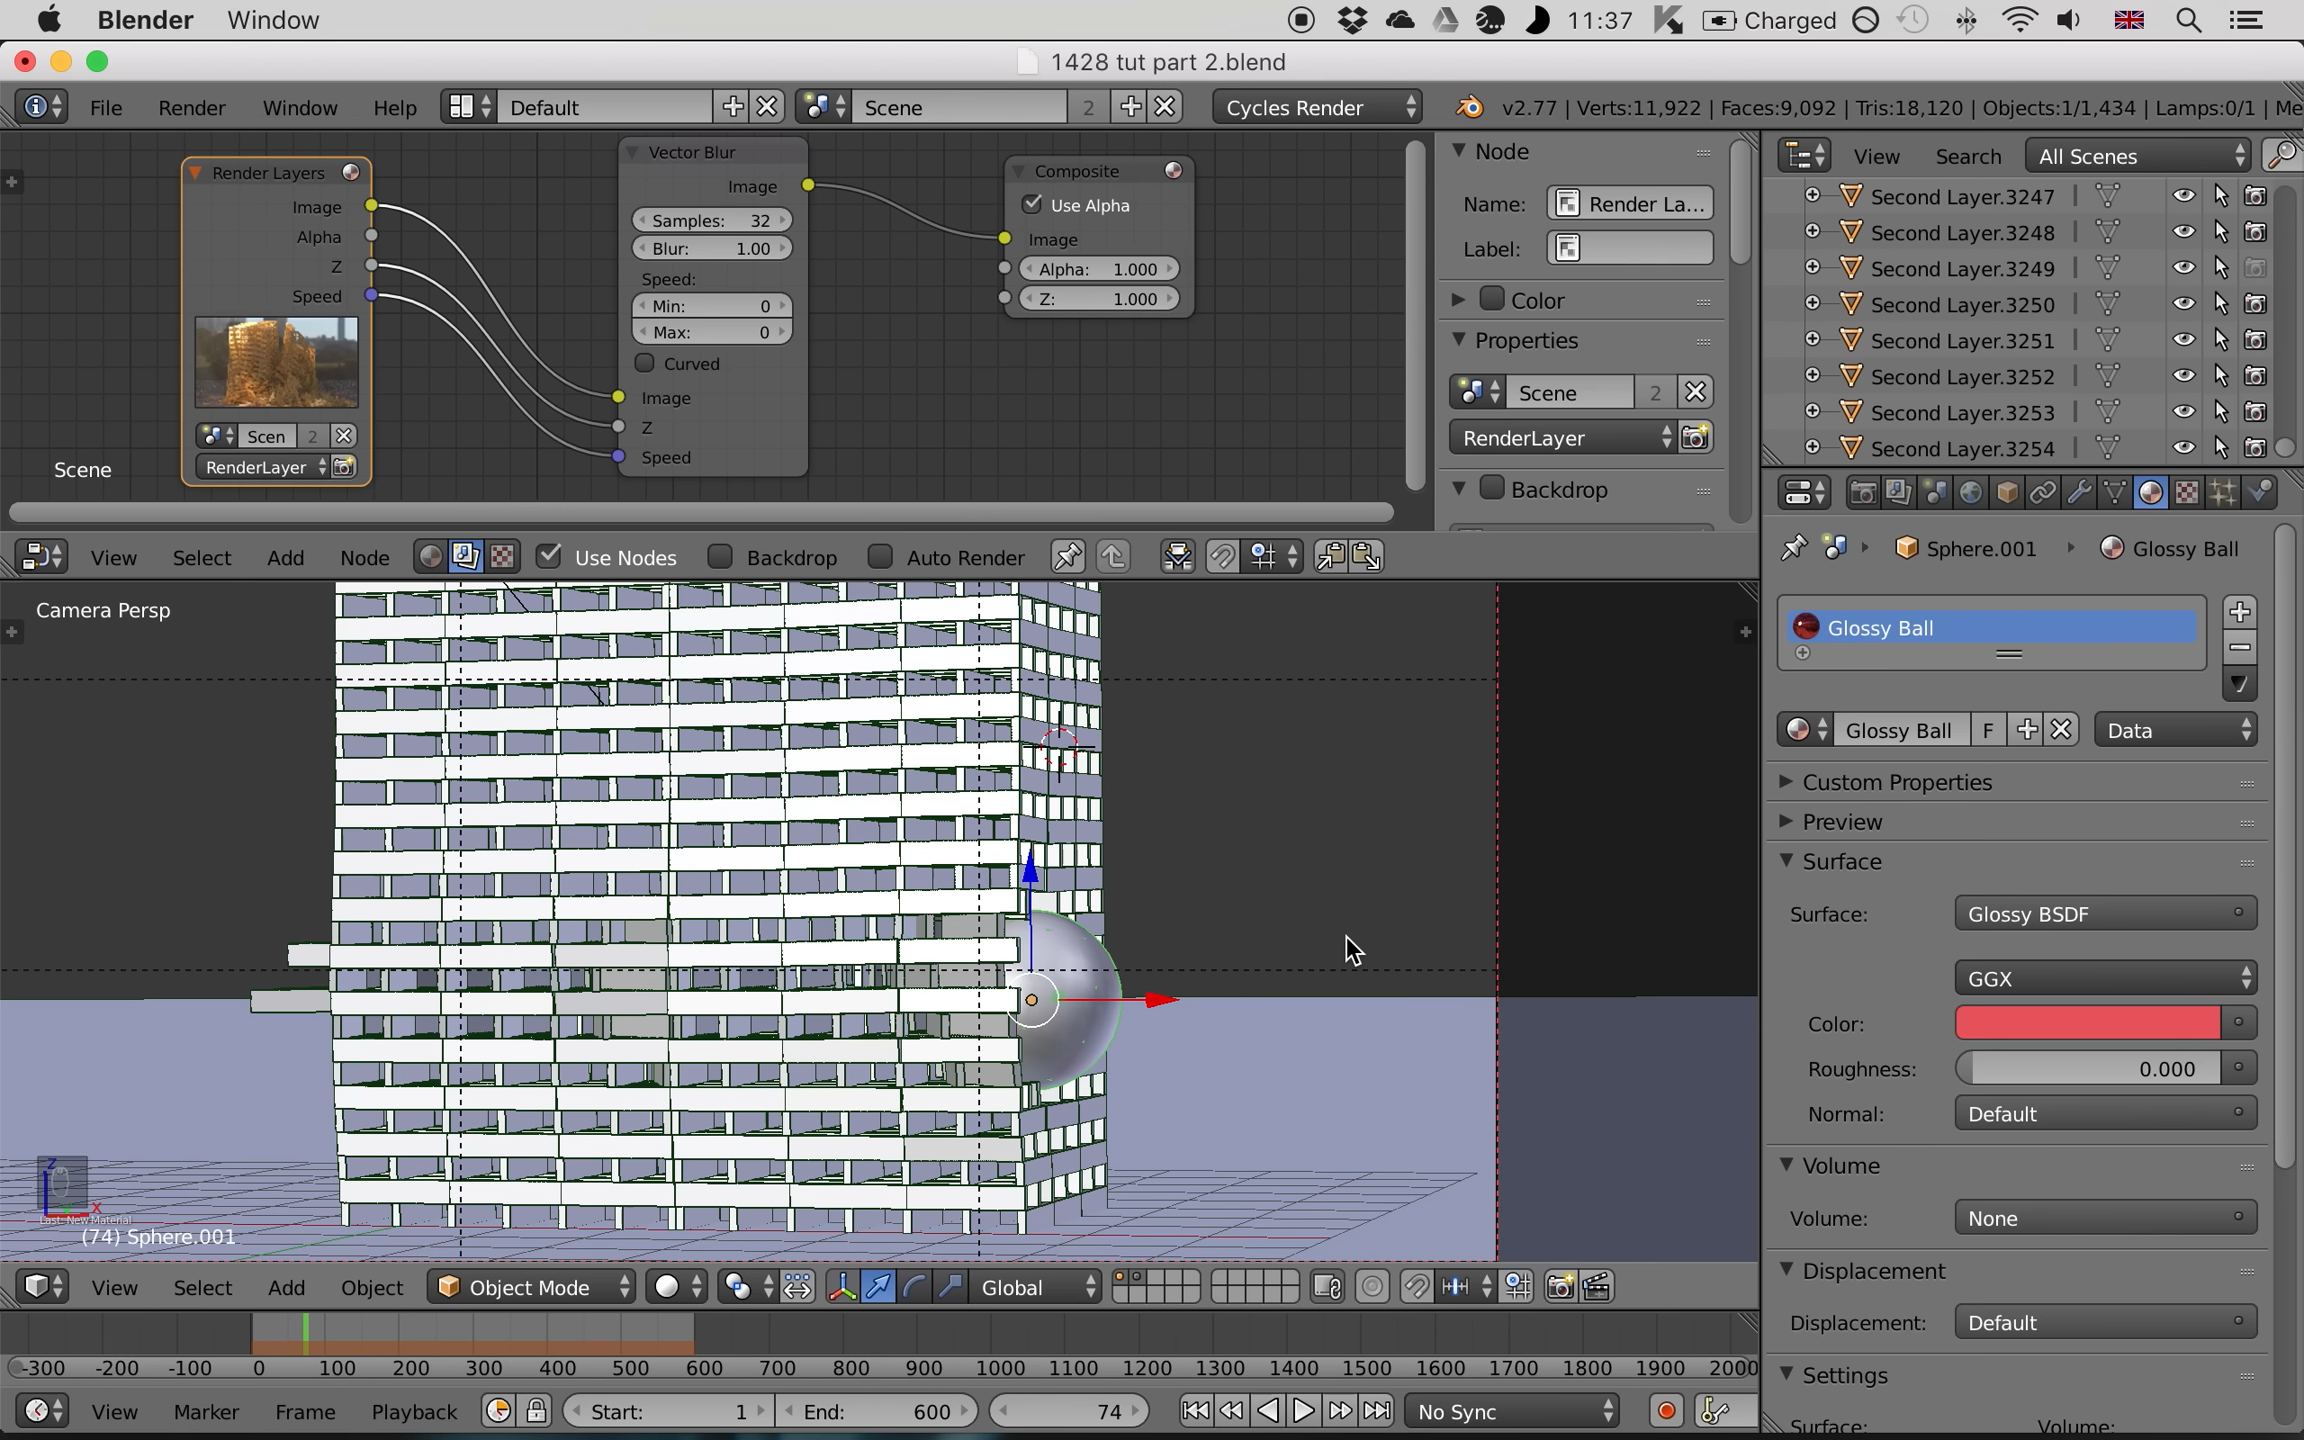 Blender Window 11:37 Charged
1428 tut part 2.blend
File Render Window Help Default Scene 2 Cycles Render v2.77 | Verts:11,922 | Faces:9,092 | Tris:18,120 | Objects:1/1,434 | Lamps:0/1 | Me
Render Layers
Image
Alpha
Z
Speed
Scen 2
RenderLayer
Scene
Vector Blur
Image
Samples: 32
Blur: 1.00
Speed:
Min: 0
Max: 0
Curved
Image
Z
Speed
Composite
Use Alpha
Image
Alpha: 1.000
Z: 1.000
Node
Name: Render La...
Label:
Color
Properties
Scene 2
RenderLayer
Backdrop
View Search All Scenes
Second Layer.3247
Second Layer.3248
Second Layer.3249
Second Layer.3250
Second Layer.3251
Second Layer.3252
Second Layer.3253
Second Layer.3254
View Select Add Node Use Nodes Backdrop Auto Render
Camera Persp
Z
X
Last: New Material
(74) Sphere.001
Sphere.001 Glossy Ball
Glossy Ball
Glossy Ball F Data
Custom Properties
Preview
Surface
Surface: Glossy BSDF
GGX
Color:
Roughness: 0.000
Normal: Default
Volume
Volume: None
Displacement
Displacement: Default
Settings
Surface: Volume:
View Select Add Object Object Mode Global
-300 -200 -100 0 100 200 300 400 500 600 700 800 900 1000 1100 1200 1300 1400 1500 1600 1700 1800 1900 2000
View Marker Frame Playback Start: 1 End: 600 74 No Sync